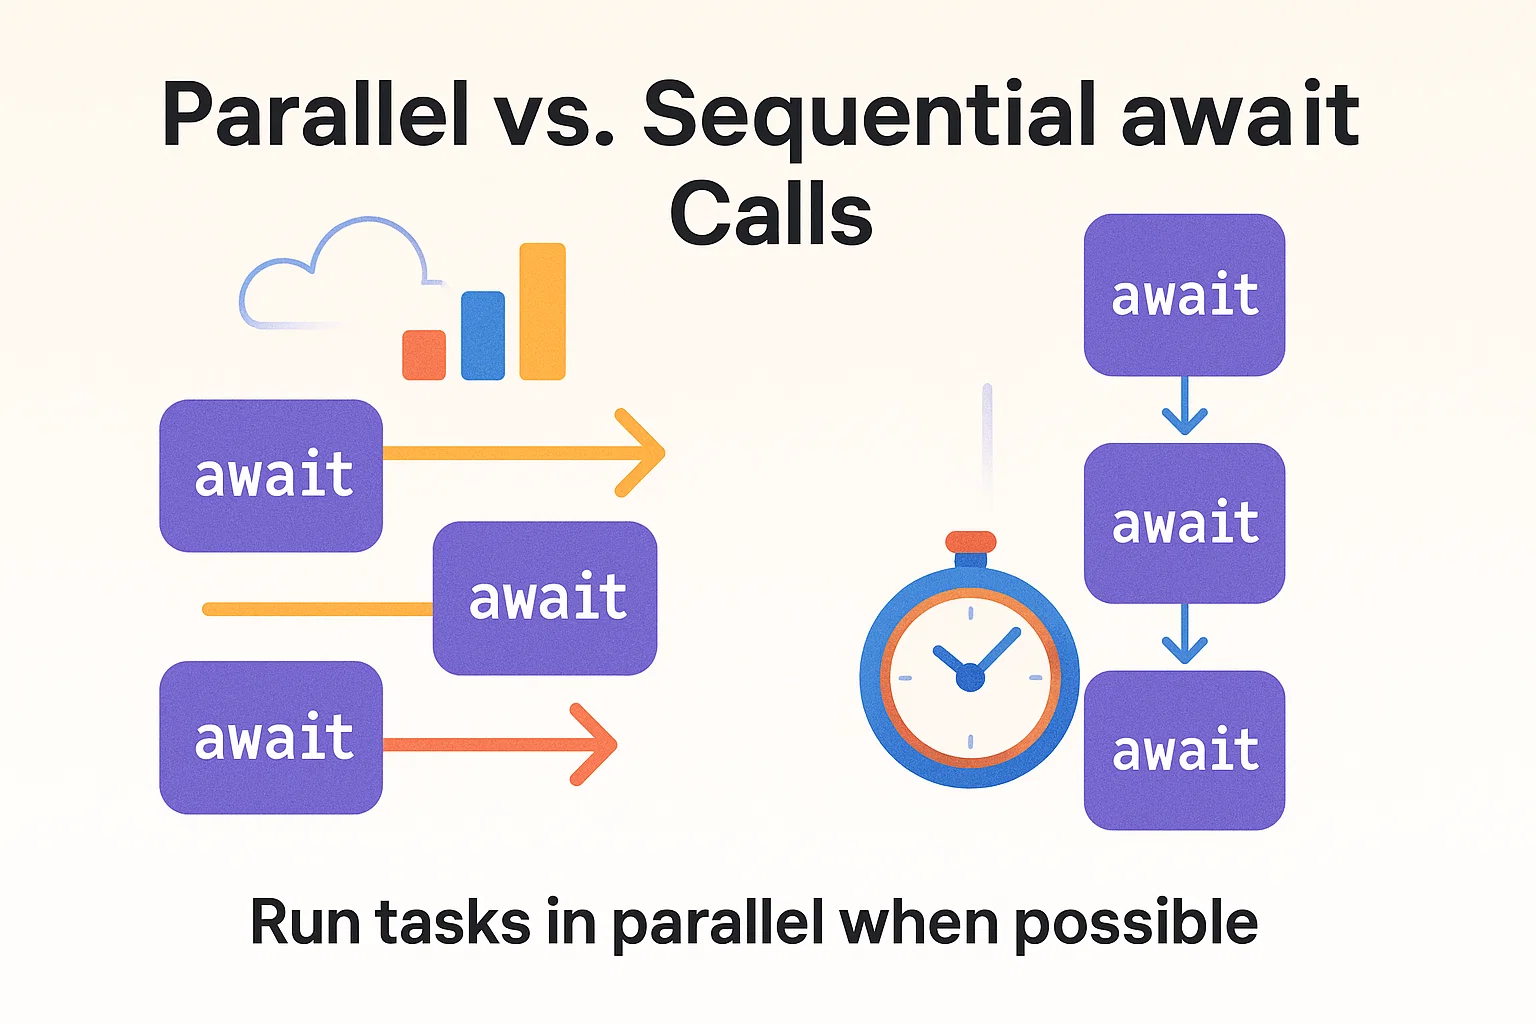 Parallel vs. Sequential await
Calls
await
await
await
await
await
await
Run tasks in parallel when possible